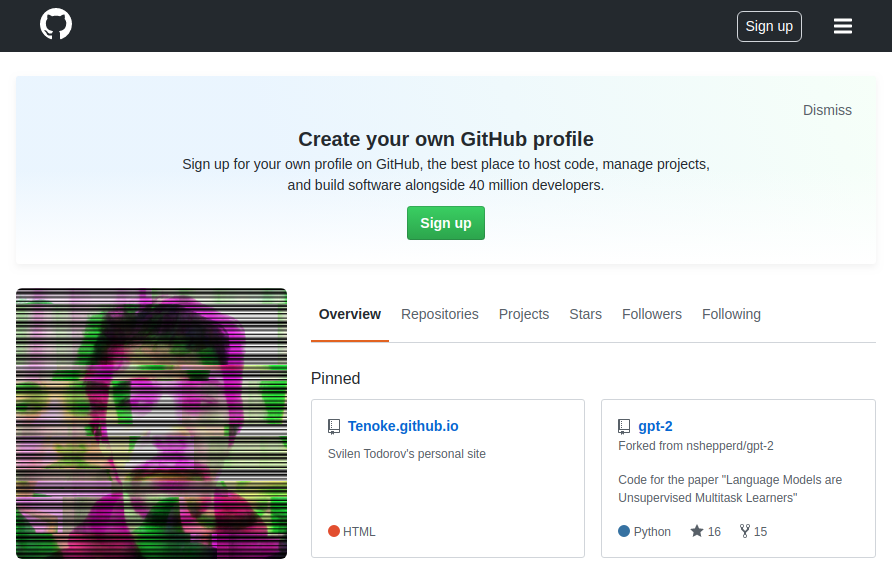 Sign up
Dismiss
Create your own GitHub profile
Sign up for your own profile on GitHub, the best place to host code, manage projects,
and build software alongside 40 million developers.
Sign up
Overview Repositories Projects Stars Followers Following
Pinned
Tenoke.github.io
Svilen Todorov's personal site
HTML
gpt-2
Forked from nshepperd/gpt-2
Code for the paper "Language Models are
Unsupervised Multitask Learners"
Python 16 15